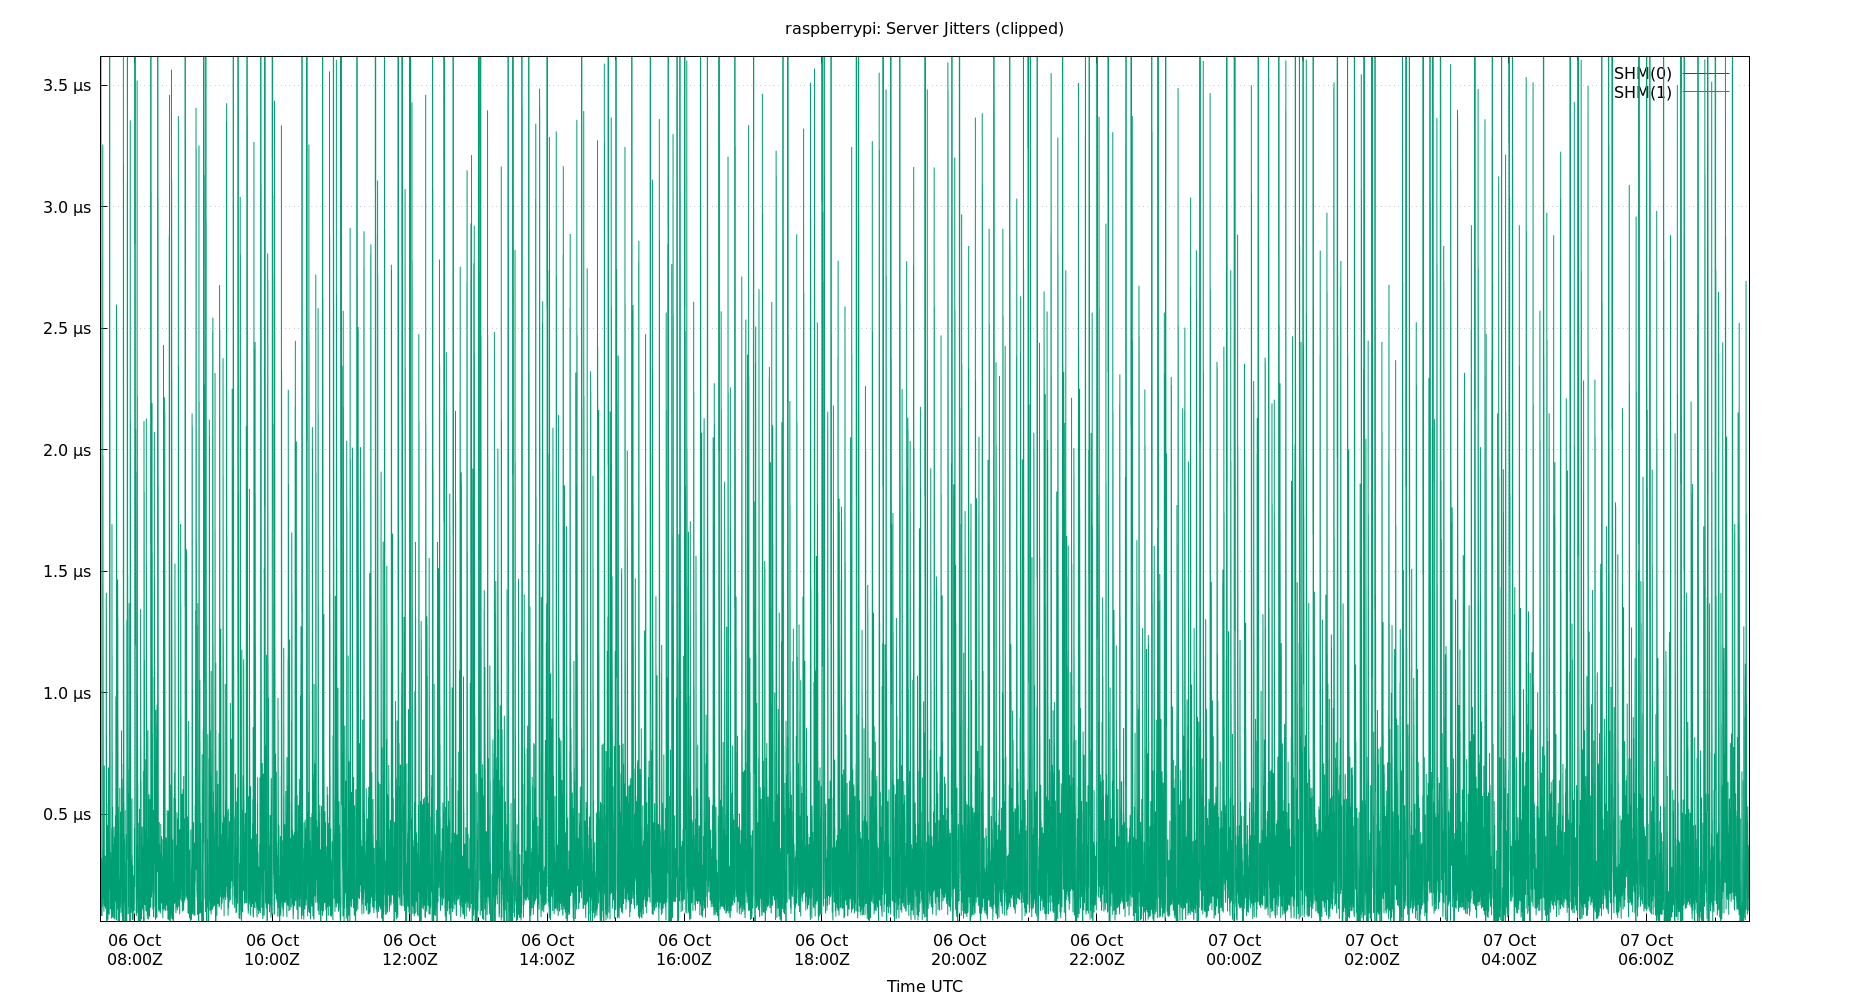 raspberrypi: Server Jitters (clipped)
SHM(0)
SHM(1)
3.5 µs
3.0 µs
2.5 µs
2.0 µs
1.5 µs
1.0 µs
0.5 µs
06 Oct 06 Oct 06 Oct 06 Oct 06 Oct 06 Oct 06 Oct 06 Oct 07 Oct 07 Oct 07 Oct 07 Oct
08:00Z 10:00Z 12:00Z 14:00Z 16:00Z 18:00Z 20:00Z 22:00Z 00:00Z 02:00Z 04:00Z 06:00Z
Time UTC